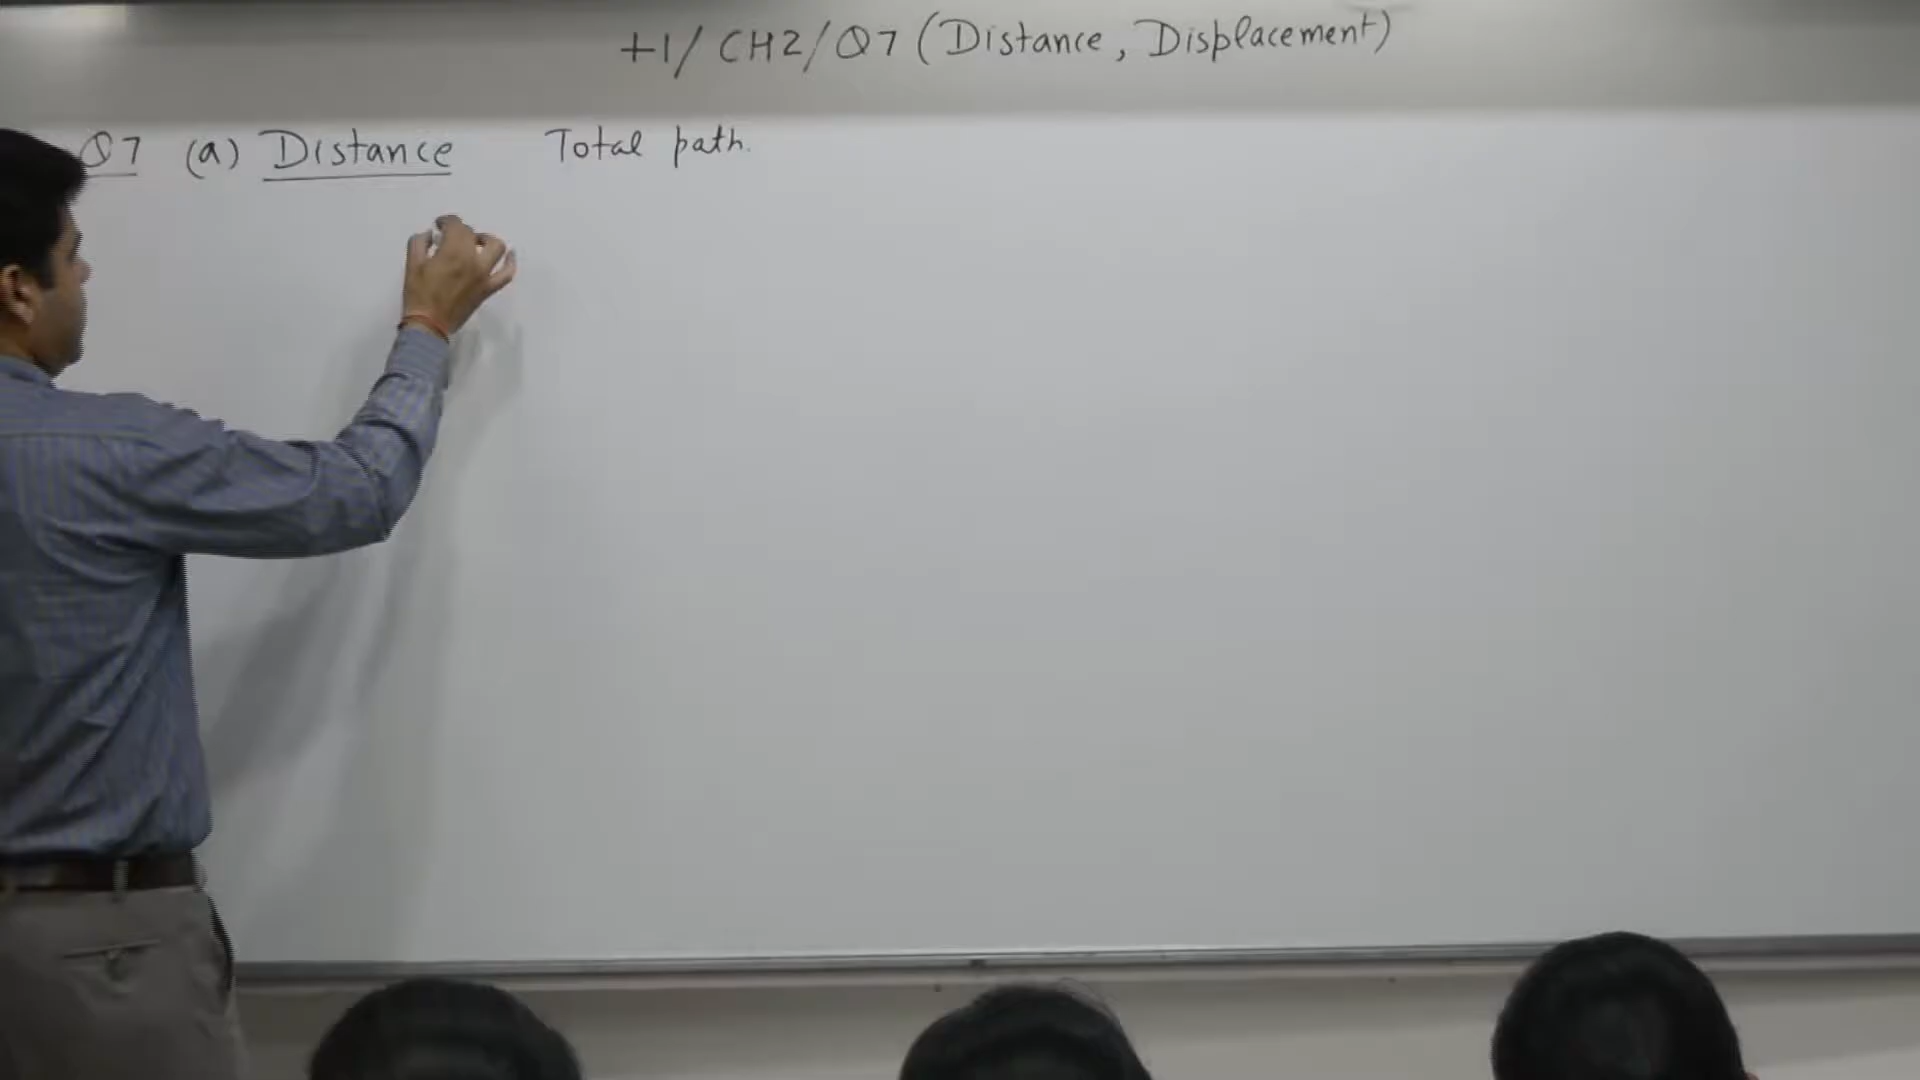 +1/ CH2/Q7 (Distance, Displacement)
Q7 (a) Distance Total path.